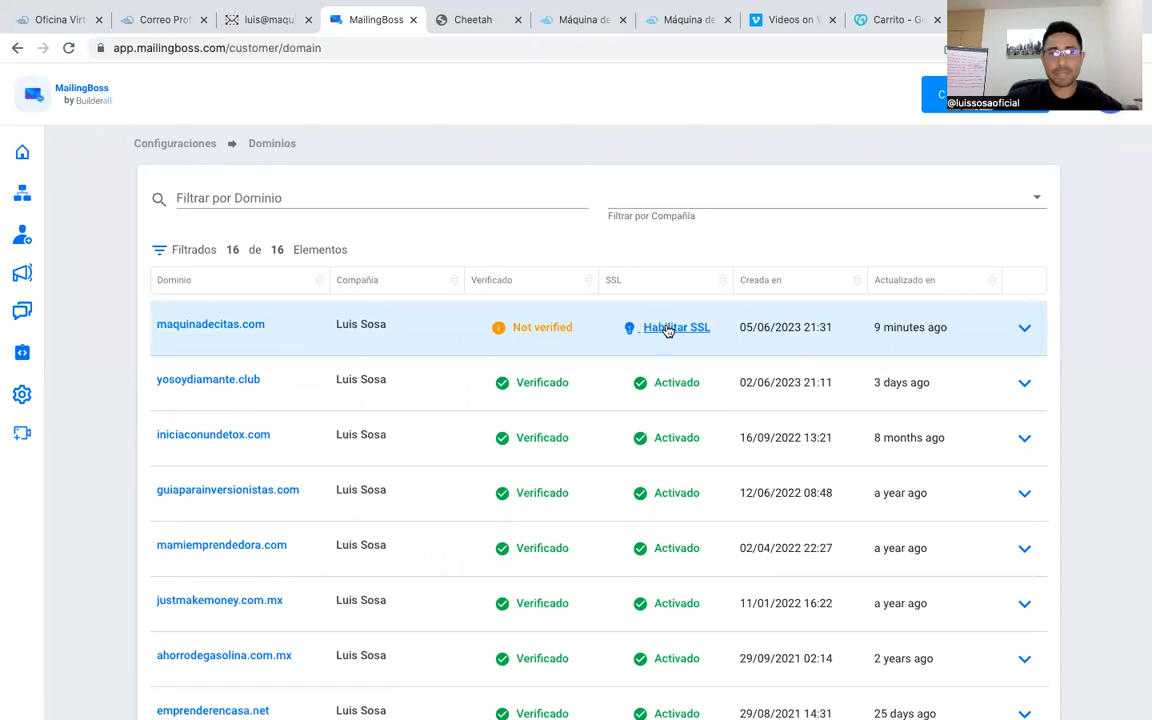 Oficina Virt
Correo Prof
luis@maqu
MailingBoss
Cheetah
Máquina de
Máquina de
Videos on V
Carrito - Go
app.mailingboss.com/customer/domain
@luissosaoficial
MailingBoss
by Builderall
C
Configuraciones
Dominios
Filtrar por Dominio
Filtrar por Compañía
Filtrados 16 de 16 Elementos
Dominio Compañía Verificado SSL Creada en Actualizado en
maquinadecitas.com Luis Sosa Not verified Habilitar SSL 05/06/2023 21:31 9 minutes ago
yosoydiamante.club Luis Sosa Verificado Activado 02/06/2023 21:11 3 days ago
iniciaconundetox.com Luis Sosa Verificado Activado 16/09/2022 13:21 8 months ago
guiaparainversionistas.com Luis Sosa Verificado Activado 12/06/2022 08:48 a year ago
mamiemprendedora.com Luis Sosa Verificado Activado 02/04/2022 22:27 a year ago
justmakemoney.com.mx Luis Sosa Verificado Activado 11/01/2022 16:22 a year ago
ahorrodegasolina.com.mx Luis Sosa Verificado Activado 29/09/2021 02:14 2 years ago
emprenderencasa.net Luis Sosa Verificado Activado 29/08/2021 14:31 25 days ago